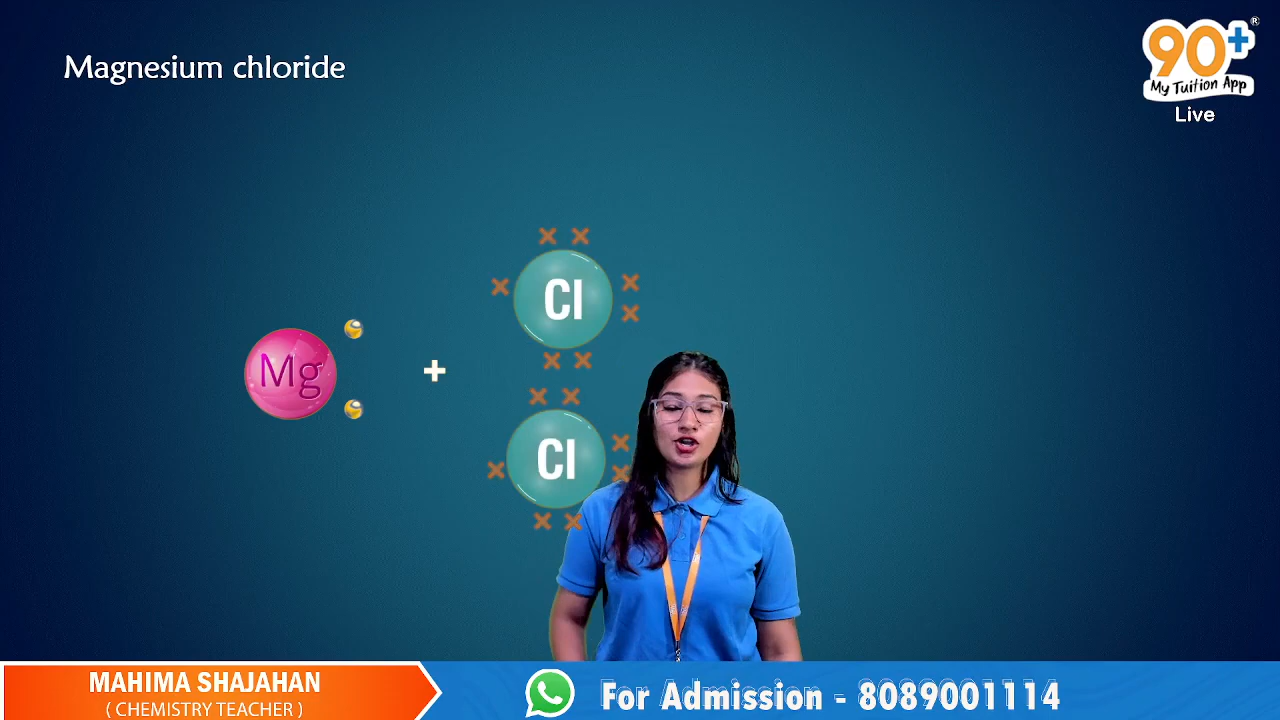 Magnesium chloride
90+
®
My Tuition App
Live
Cl
Mg
+
Cl
MAHIMA SHAJAHAN
( CHEMISTRY TEACHER )
For Admission - 8089001114